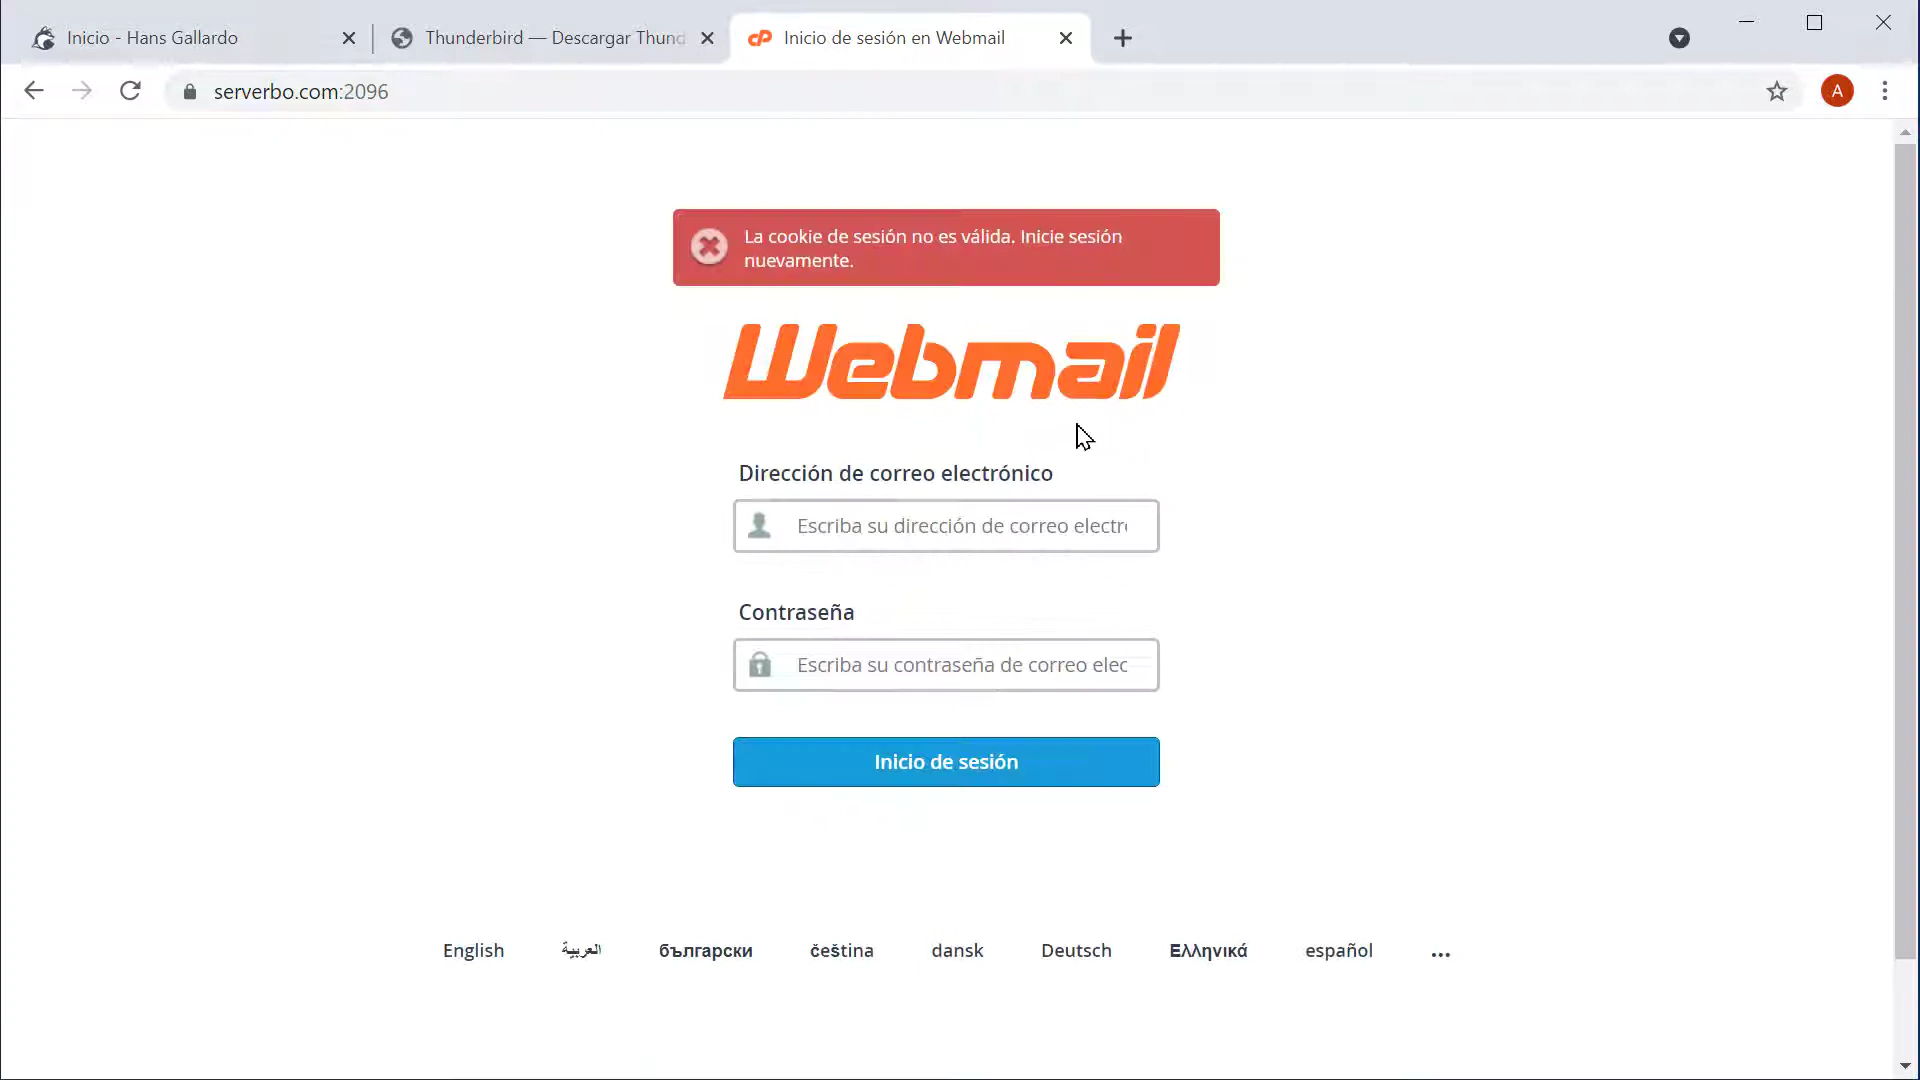 Inicio - Hans Gallardo
Thunderbird — Descargar Thund
Inicio de sesión en Webmail
serverbo.com:2096
A
La cookie de sesión no es válida. Inicie sesión
nuevamente.
Webmail
Dirección de correo electrónico
Escriba su dirección de correo electr
Contraseña
Escriba su contraseña de correo elec
Inicio de sesión
English العربية български čeština dansk Deutsch Ελληνικά español ...